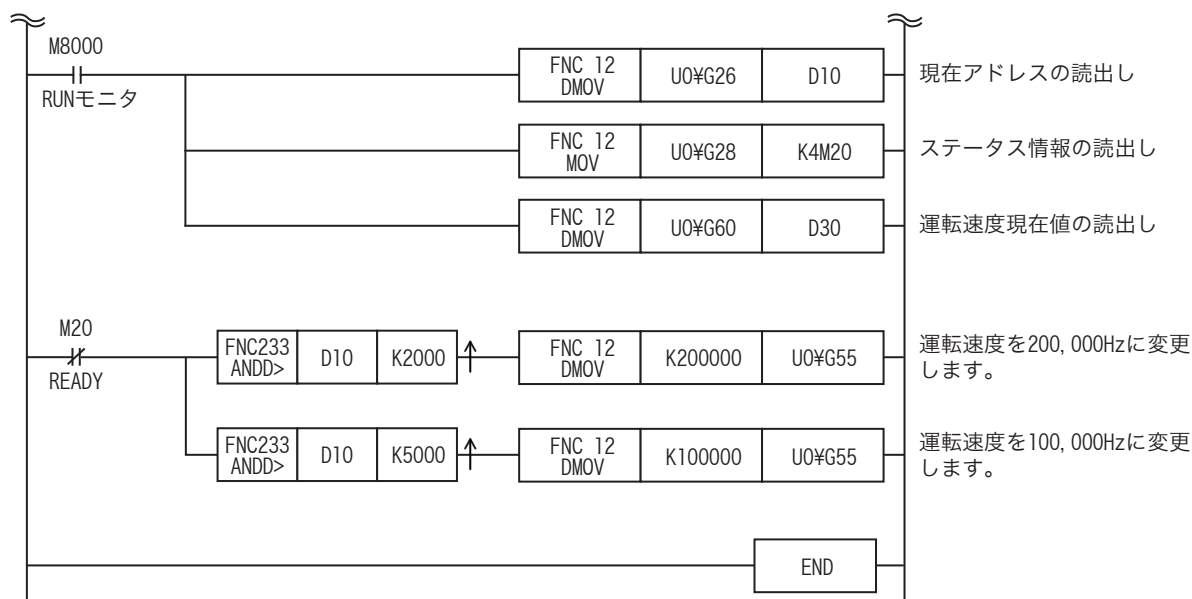 M8000
RUNモニタ
FNC 12
DMOV
U0¥G26
D10
現在アドレスの読出し
FNC 12
MOV
U0¥G28
K4M20
ステータス情報の読出し
FNC 12
DMOV
U0¥G60
D30
運転速度現在値の読出し
M20
READY
FNC233
ANDD>
D10
K2000
FNC 12
DMOV
K200000
U0¥G55
運転速度を200,000Hzに変更
します。
FNC233
ANDD>
D10
K5000
FNC 12
DMOV
K100000
U0¥G55
運転速度を100,000Hzに変更
します。
END